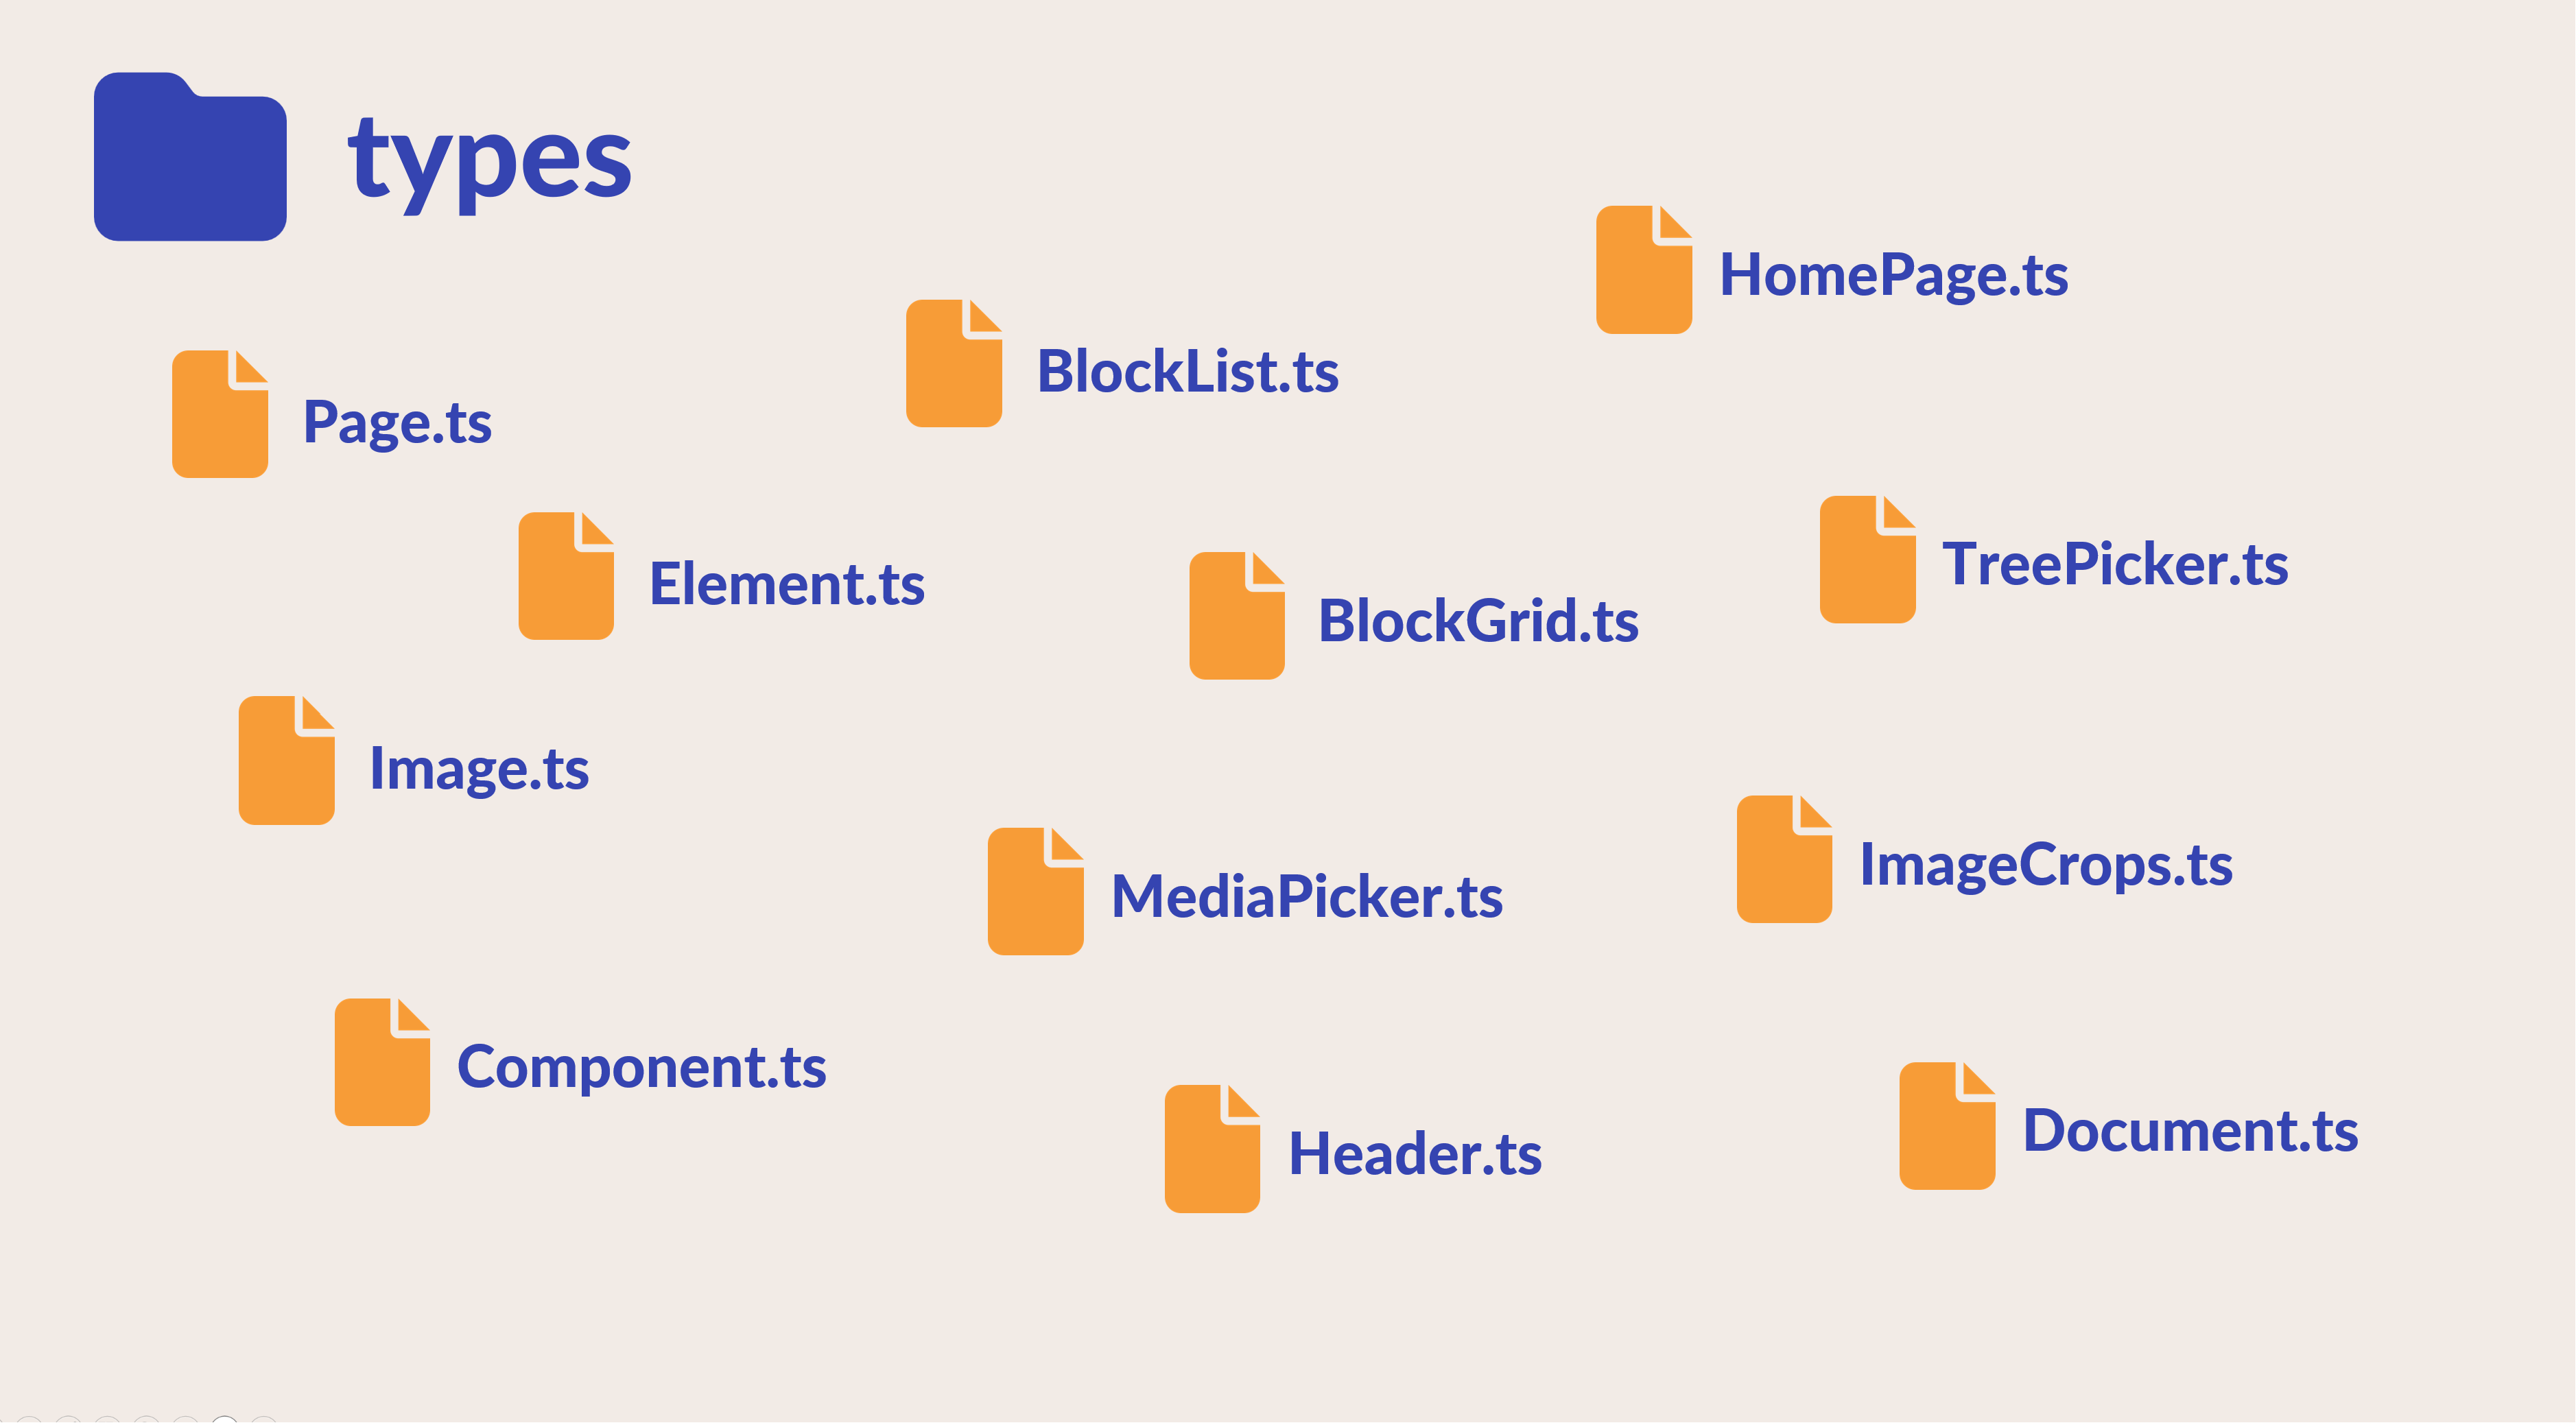 types
HomePage.ts
BlockList.ts
Page.ts
TreePicker.ts
Element.ts
BlockGrid.ts
Image.ts
ImageCrops.ts
MediaPicker.ts
Component.ts
Document.ts
Header.ts